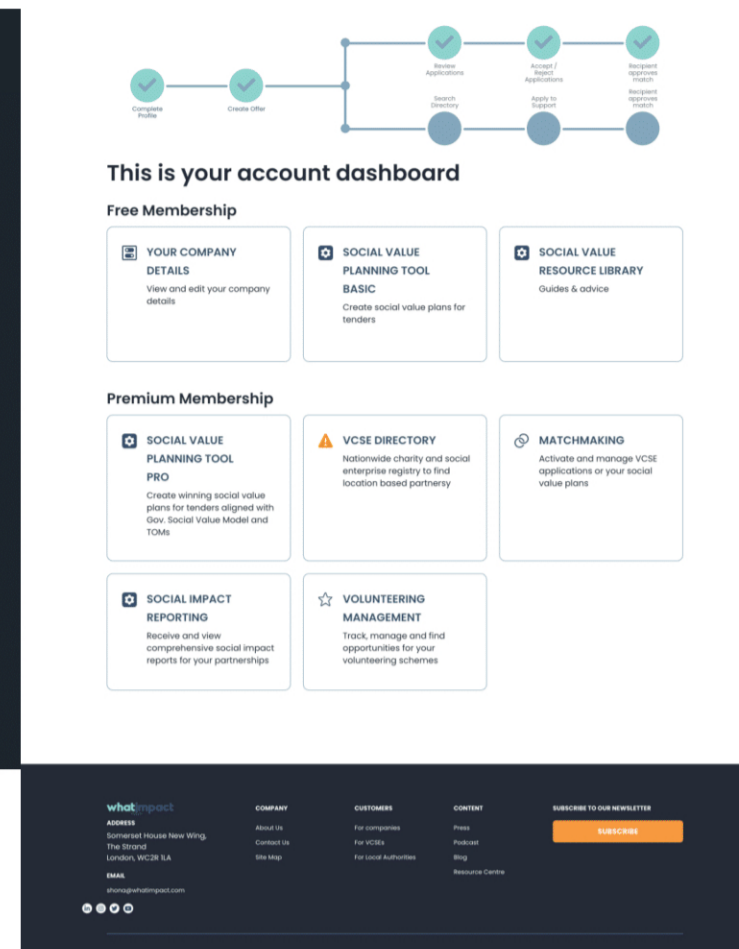 Review
Applications
Accept /
Reject
Applications
Recipient
approves
match
Complete
Profile
Create Offer
Search
Directory
Apply to
Support
Recipient
approves
match
This is your account dashboard
Free Membership
YOUR COMPANY
DETAILS
View and edit your company
details
SOCIAL VALUE
PLANNING TOOL
BASIC
Create social value plans for
tenders
SOCIAL VALUE
RESOURCE LIBRARY
Guides & advice
Premium Membership
SOCIAL VALUE
PLANNING TOOL
PRO
Create winning social value
plans for tenders aligned with
Gov. Social Value Model and
TOMs
VCSE DIRECTORY
Nationwide charity and social
enterprise registry to find
location based partnersy
MATCHMAKING
Activate and manage VCSE
applications or your social
value plans
SOCIAL IMPACT
REPORTING
Receive and view
comprehensive social impact
reports for your partnerships
VOLUNTEERING
MANAGEMENT
Track, manage and find
opportunities for your
volunteering schemes
whatimpact
ADDRESS
Somerset House New Wing,
The Strand
London, WC2R 1LA
EMAIL
shona@whatimpact.com
COMPANY
About Us
Contact Us
Site Map
CUSTOMERS
For companies
For VCSEs
For Local Authorities
CONTENT
Press
Podcast
Blog
Resource Centre
SUBSCRIBE TO OUR NEWSLETTER
SUBSCRIBE